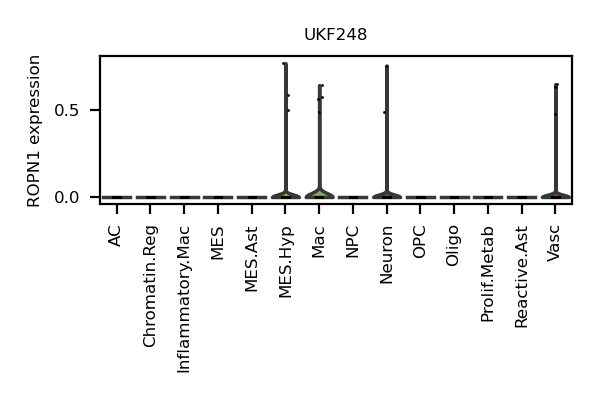 UKF248
ROPN1 expression
0.5
0.0
AC
Chromatin.Reg
Inflammatory.Mac
MES
MES.Ast
MES.Hyp
Mac
NPC
Neuron
OPC
Oligo
Prolif.Metab
Reactive.Ast
Vasc